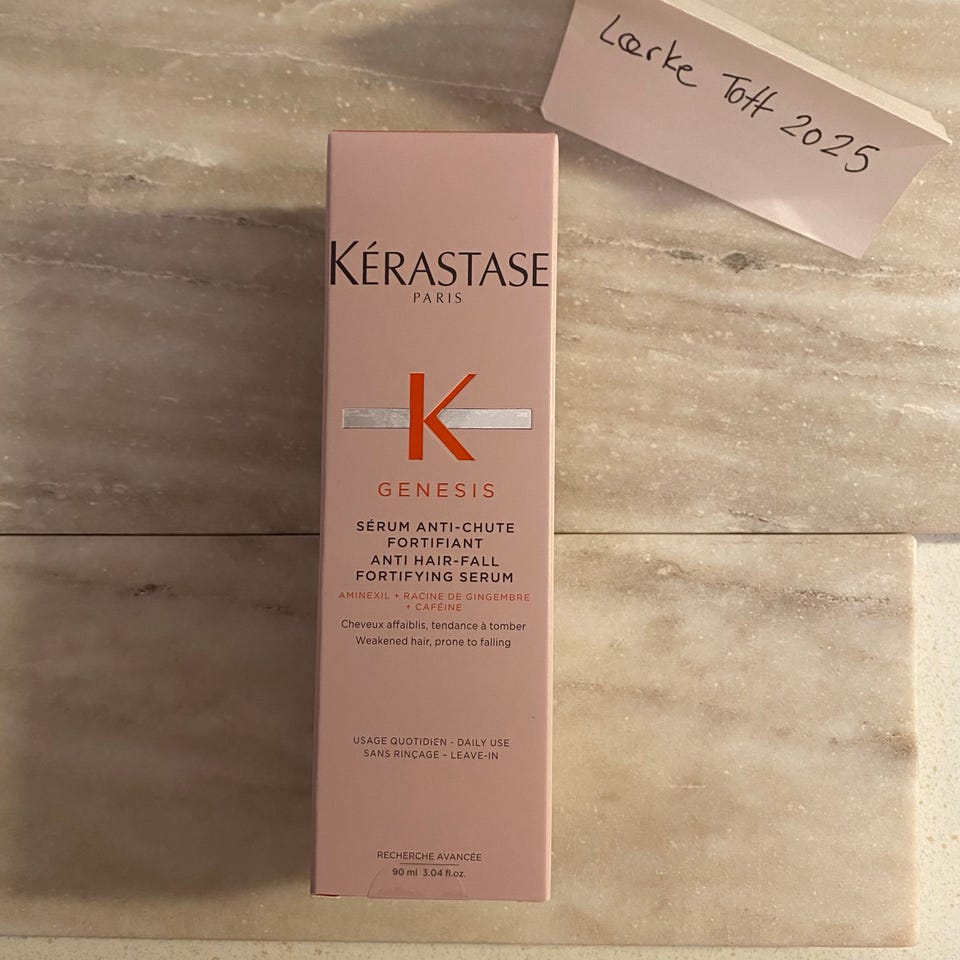 Lærke Toft 2025
KÉRASTASE
PARIS
K
GENESIS
SÉRUM ANTI-CHUTE
FORTIFIANT
ANTI HAIR-FALL
FORTIFYING SERUM
AMINEXIL + RACINE DE GINGEMBRE
+ CAFÉINE
Cheveux affaiblis, tendance à tomber
Weakened hair, prone to falling
USAGE QUOTIDIEN - DAILY USE
SANS RINÇAGE - LEAVE-IN
RECHERCHE AVANCÉE
90 ml 3.04 fl.oz.